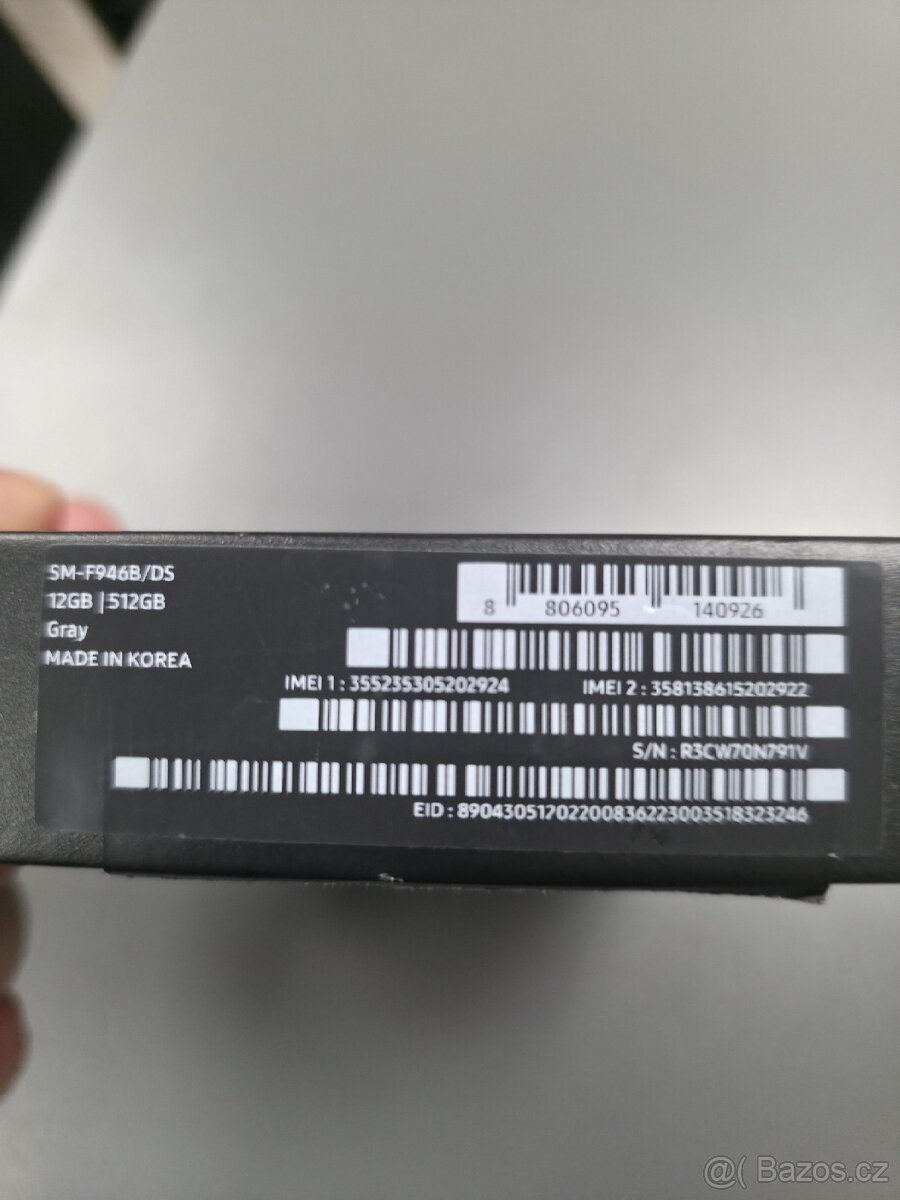 SM-F946B/DS
12GB | 512GB
Gray
MADE IN KOREA
8 806095 140926
IMEI 1 : 355235305202924
IMEI 2 : 358138615202922
S/N : R3CW70N791V
EID : 89043051702200836223003518323246
@( Bazos.cz